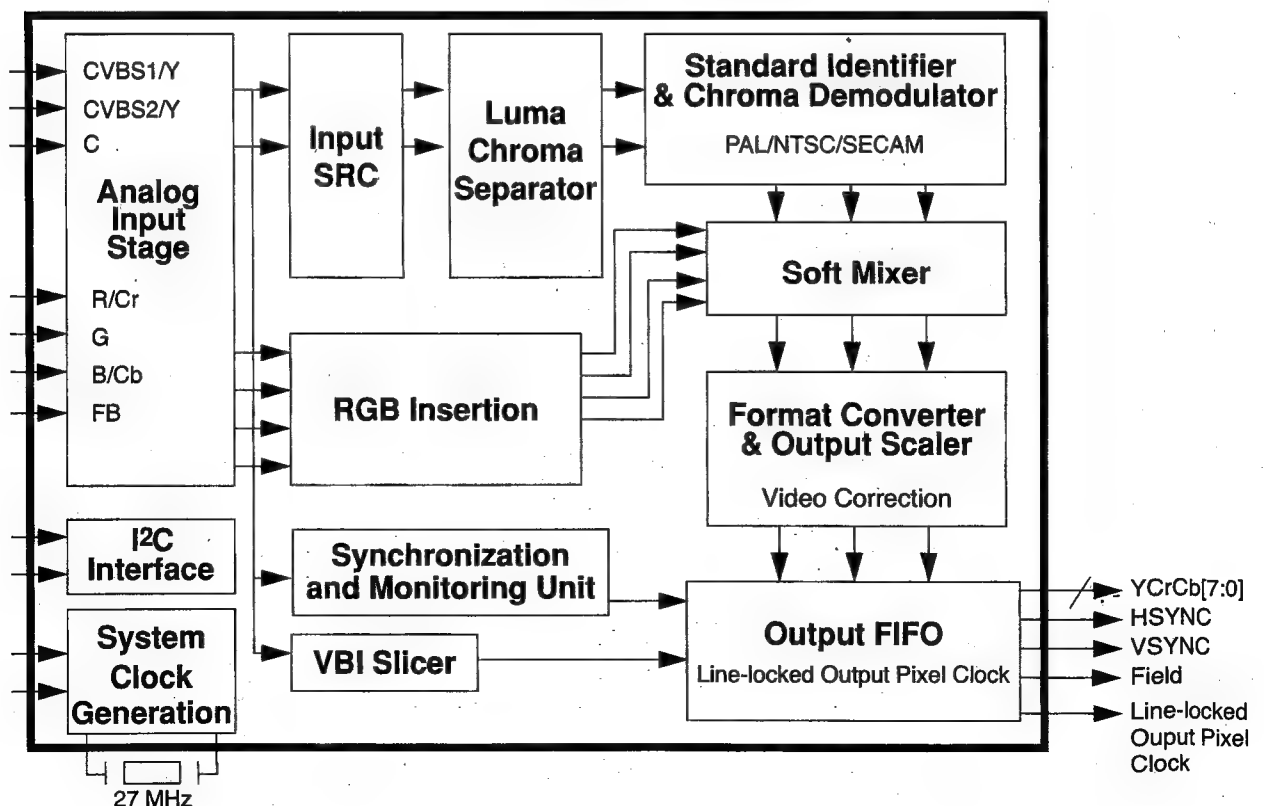 CVBS1/Y
CVBS2/Y
C
Analog
Input
Stage
R/Cr
G
B/Cb
FB
Input
SRC
Luma
Chroma
Separator
Standard Identifier
& Chroma Demodulator
PAL/NTSC/SECAM
Soft Mixer
RGB Insertion
Format Converter
& Output Scaler
Video Correction
I2C
Interface
Synchronization
and Monitoring Unit
System
Clock
Generation
VBI Slicer
Output FIFO
Line-locked Output Pixel Clock
YCrCb[7:0]
HSYNC
VSYNC
Field
Line-locked
Ouput Pixel
Clock
27 MHz